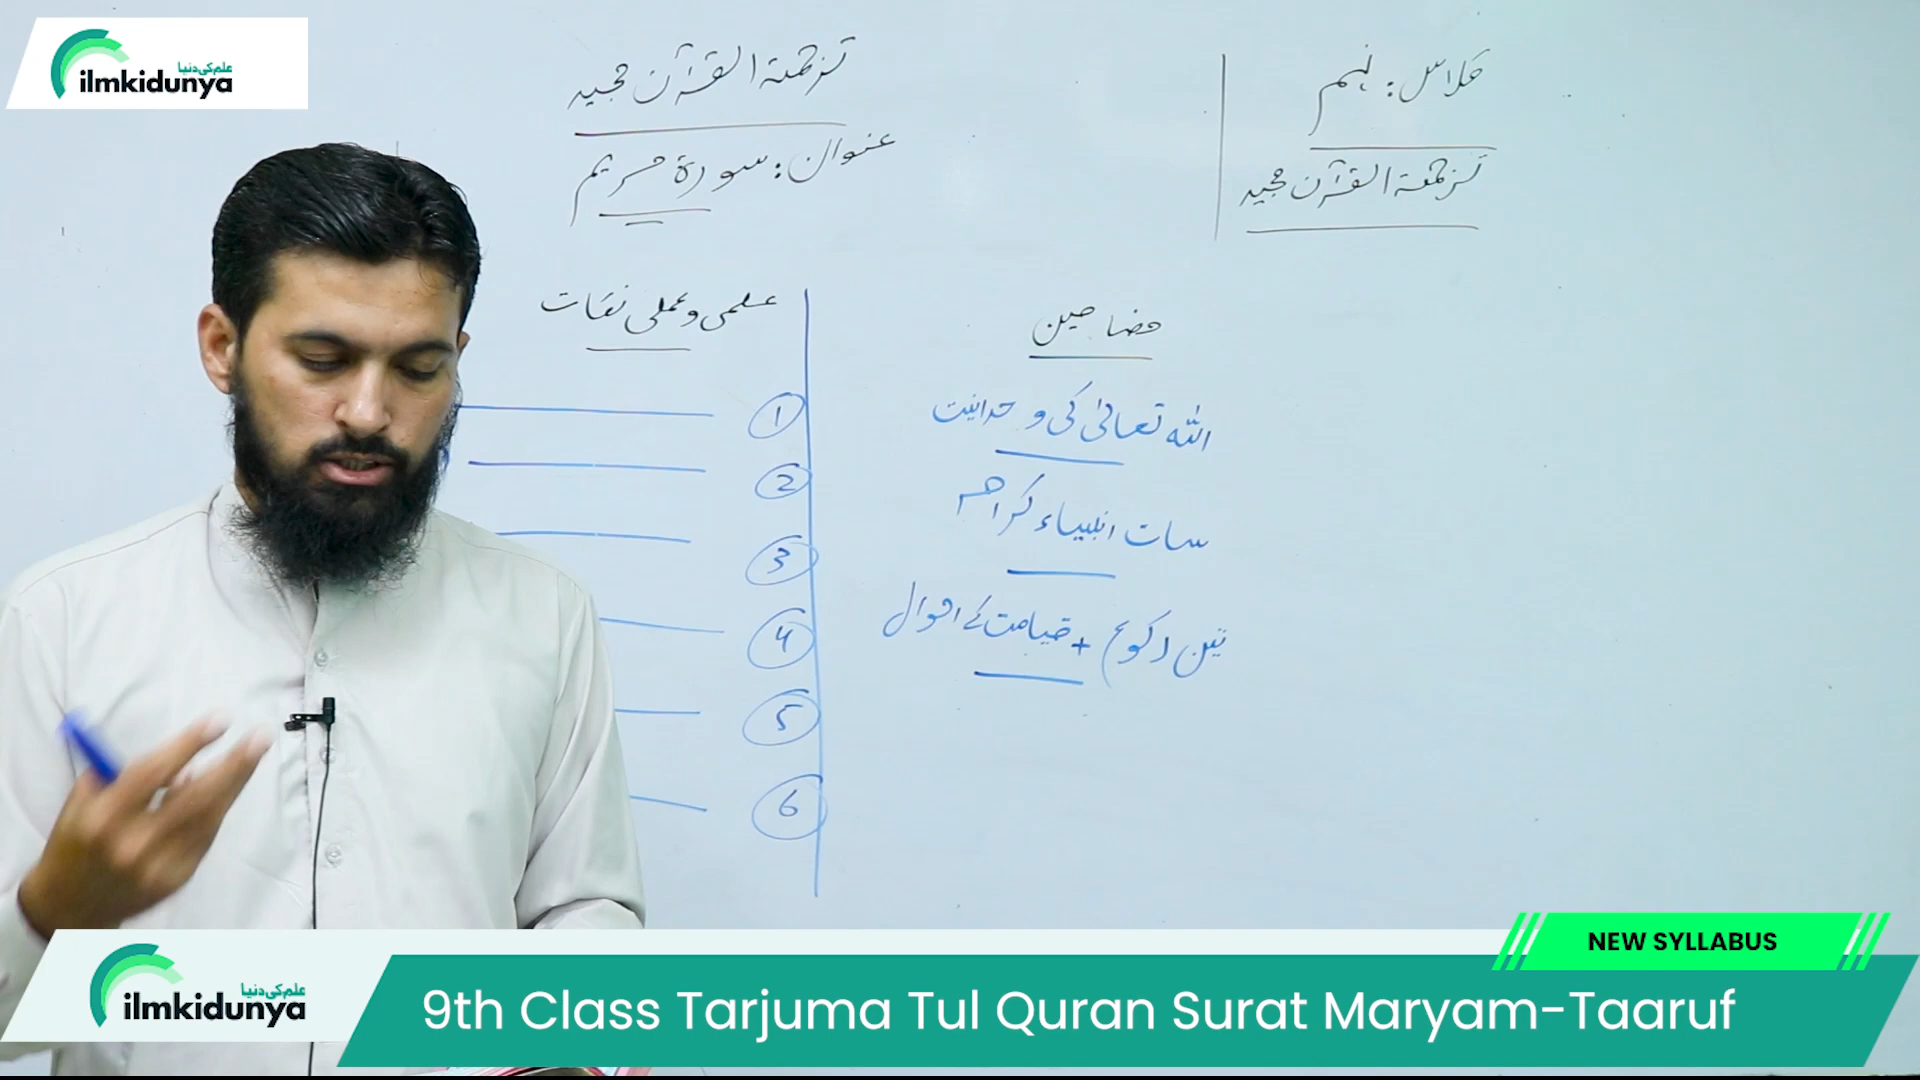 علم کی دنیا
ilmkidunya
کلاس: نہم
ترجمۃ القرآن مجید
ترجمۃ القرآن مجید
عنوان: سورۃ مریم
مضامین
اللہ تعالیٰ کی وحدانیت
سات انبیاء کرام
تین رکوع + قیامت کے احوال
علمی و عملی نقات
1
2
3
4
5
6
NEW SYLLABUS
علم کی دنیا
ilmkidunya
9th Class Tarjuma Tul Quran Surat Maryam-Taaruf